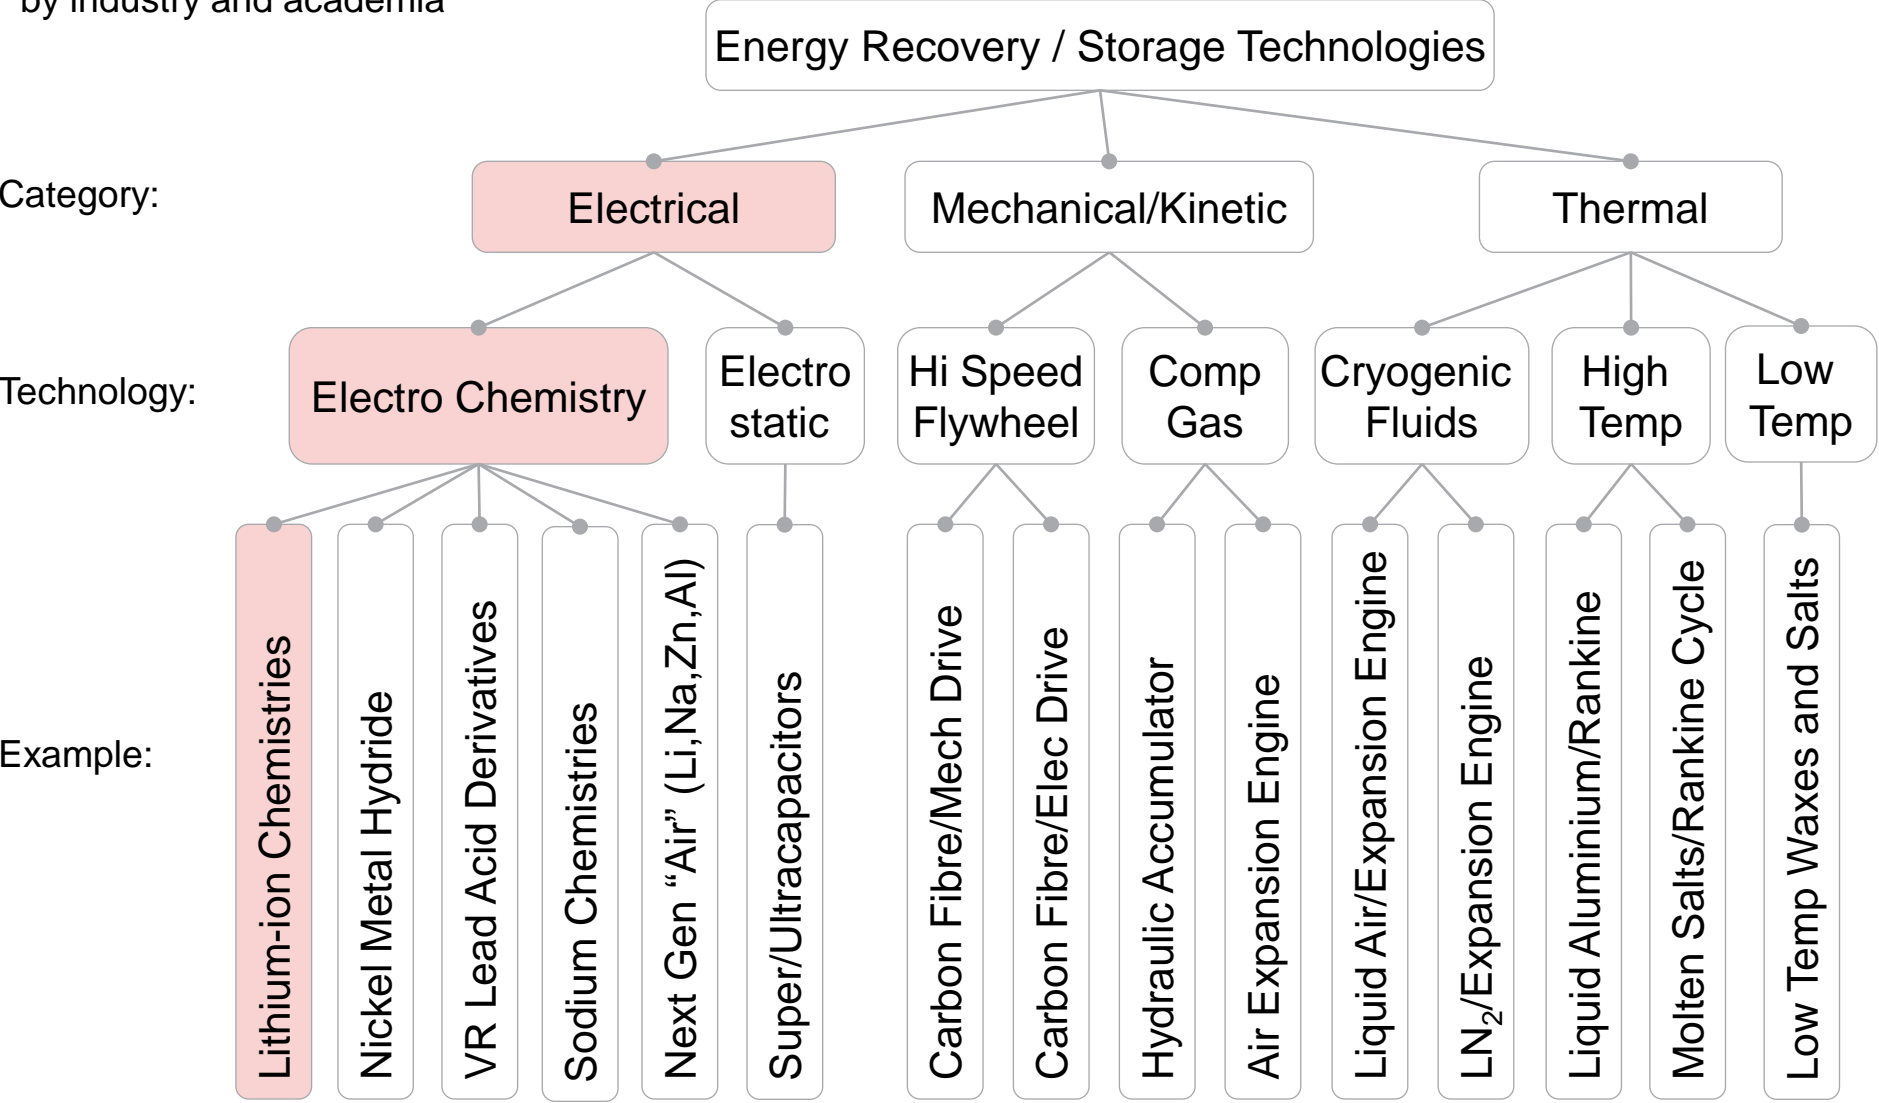 by industry and academia
Energy Recovery / Storage Technologies
Category:
Electrical
Mechanical/Kinetic
Thermal
Technology:
Electro Chemistry
Electro
static
Hi Speed
Flywheel
Comp
Gas
Cryogenic
Fluids
High
Temp
Low
Temp
Example:
Lithium-ion Chemistries
Nickel Metal Hydride
VR Lead Acid Derivatives
Sodium Chemistries
Next Gen “Air” (Li,Na,Zn,Al)
Super/Ultracapacitors
Carbon Fibre/Mech Drive
Carbon Fibre/Elec Drive
Hydraulic Accumulator
Air Expansion Engine
Liquid Air/Expansion Engine
LN₂/Expansion Engine
Liquid Aluminium/Rankine
Molten Salts/Rankine Cycle
Low Temp Waxes and Salts